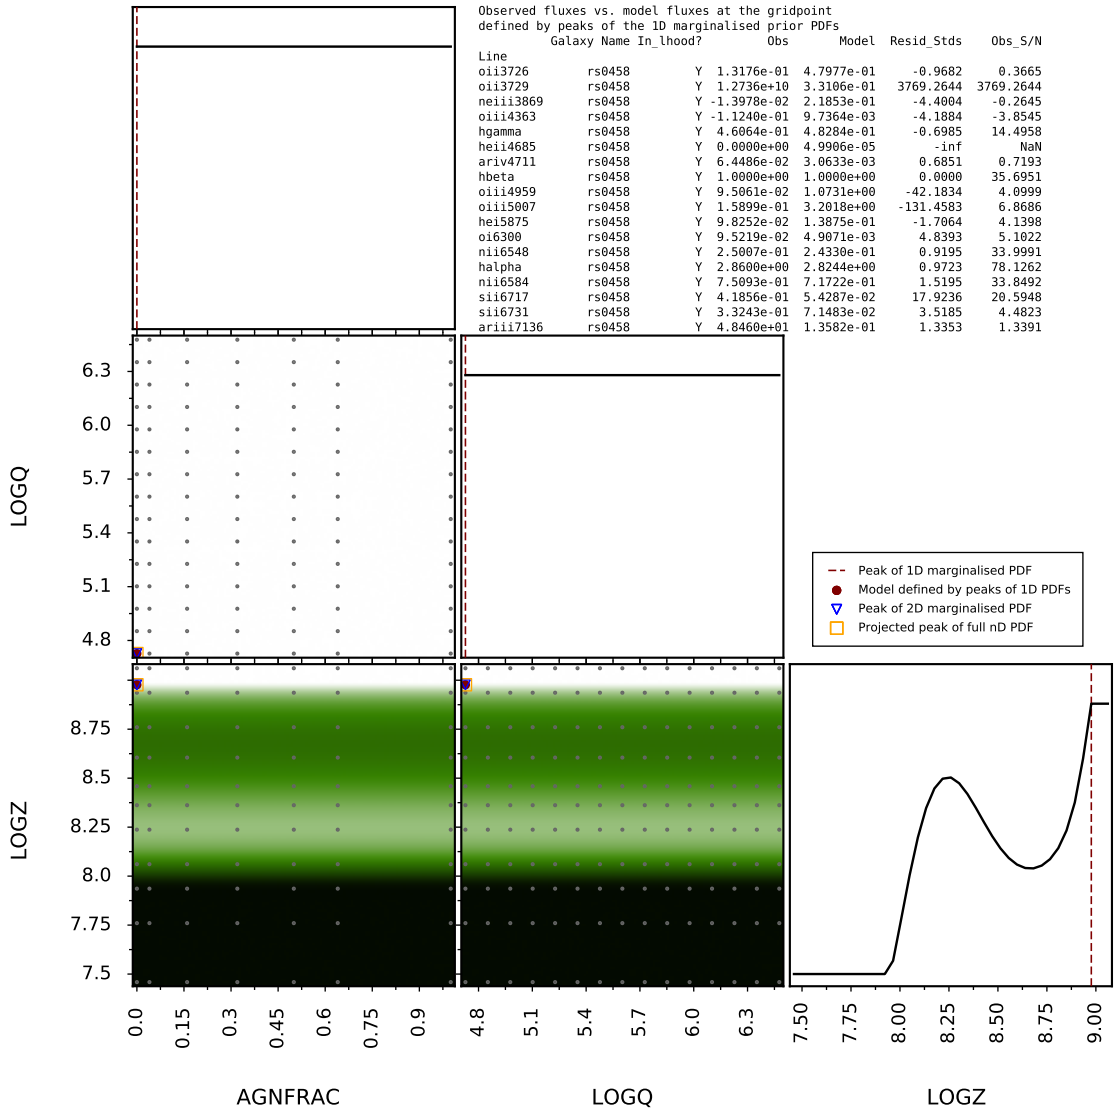 Observed fluxes vs. model fluxes at the gridpoint
defined by peaks of the 1D marginalised prior PDFs
Galaxy Name In_lhood? Obs Model Resid_Stds Obs_S/N
Line
oii3726 rs0458 Y 1.3176e-01 4.7977e-01 -0.9682 0.3665
oii3729 rs0458 Y 1.2736e+10 3.3106e-01 3769.2644 3769.2644
neiii3869 rs0458 Y -1.3978e-02 2.1853e-01 -4.4004 -0.2645
oiii4363 rs0458 Y -1.1240e-01 9.7364e-03 -4.1884 -3.8545
hgamma rs0458 Y 4.6064e-01 4.8284e-01 -0.6985 14.4958
heii4685 rs0458 Y 0.0000e+00 4.9906e-05 -inf NaN
ariv4711 rs0458 Y 6.4486e-02 3.0633e-03 0.6851 0.7193
hbeta rs0458 Y 1.0000e+00 1.0000e+00 0.0000 35.6951
oiii4959 rs0458 Y 9.5061e-02 1.0731e+00 -42.1834 4.0999
oiii5007 rs0458 Y 1.5899e-01 3.2018e+00 -131.4583 6.8686
hei5875 rs0458 Y 9.8252e-02 1.3875e-01 -1.7064 4.1398
oi6300 rs0458 Y 9.5219e-02 4.9071e-03 4.8393 5.1022
nii6548 rs0458 Y 2.5007e-01 2.4330e-01 0.9195 33.9991
halpha rs0458 Y 2.8600e+00 2.8244e+00 0.9723 78.1262
nii6584 rs0458 Y 7.5093e-01 7.1722e-01 1.5195 33.8492
sii6717 rs0458 Y 4.1856e-01 5.4287e-02 17.9236 20.5948
sii6731 rs0458 Y 3.3243e-01 7.1483e-02 3.5185 4.4823
ariii7136 rs0458 Y 4.8460e+01 1.3582e-01 1.3353 1.3391
6.3
6.0
5.7
5.4
5.1
4.8
LOGQ
Peak of 1D marginalised PDF
Model defined by peaks of 1D PDFs
Peak of 2D marginalised PDF
Projected peak of full nD PDF
8.75
8.5
8.25
8.0
7.75
7.5
LOGZ
0.0 0.15 0.3 0.45 0.6 0.75 0.9
4.8 5.1 5.4 5.7 6.0 6.3
7.50 7.75 8.00 8.25 8.50 8.75 9.00
AGNFRAC LOGQ LOGZ